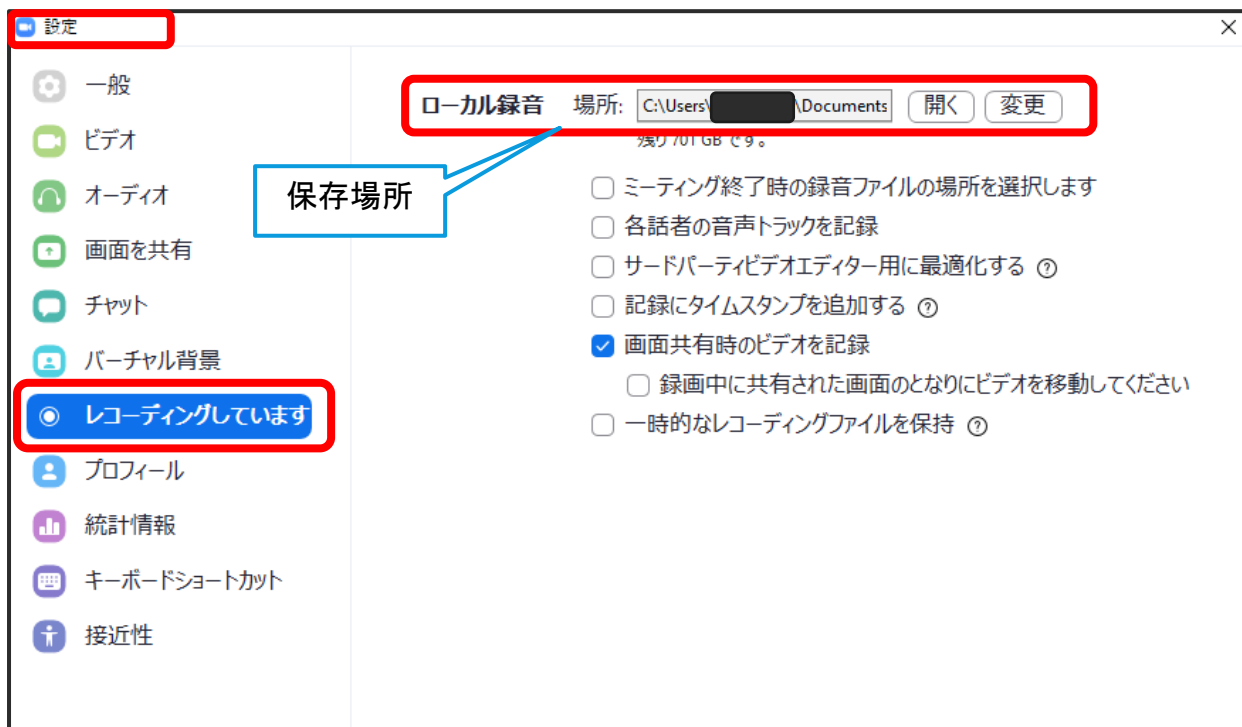 設定
一般
ビデオ
オーディオ
画面を共有
チャット
バーチャル背景
レコーディングしています
プロフィール
統計情報
キーボードショートカット
接近性
ローカル録音 場所: C:\Users\ \Documents 開く 変更
残り 701 GB です。
保存場所
ミーティング終了時の録音ファイルの場所を選択します
各話者の音声トラックを記録
サードパーティビデオエディター用に最適化する
記録にタイムスタンプを追加する
画面共有時のビデオを記録
録画中に共有された画面のとなりにビデオを移動してください
一時的なレコーディングファイルを保持